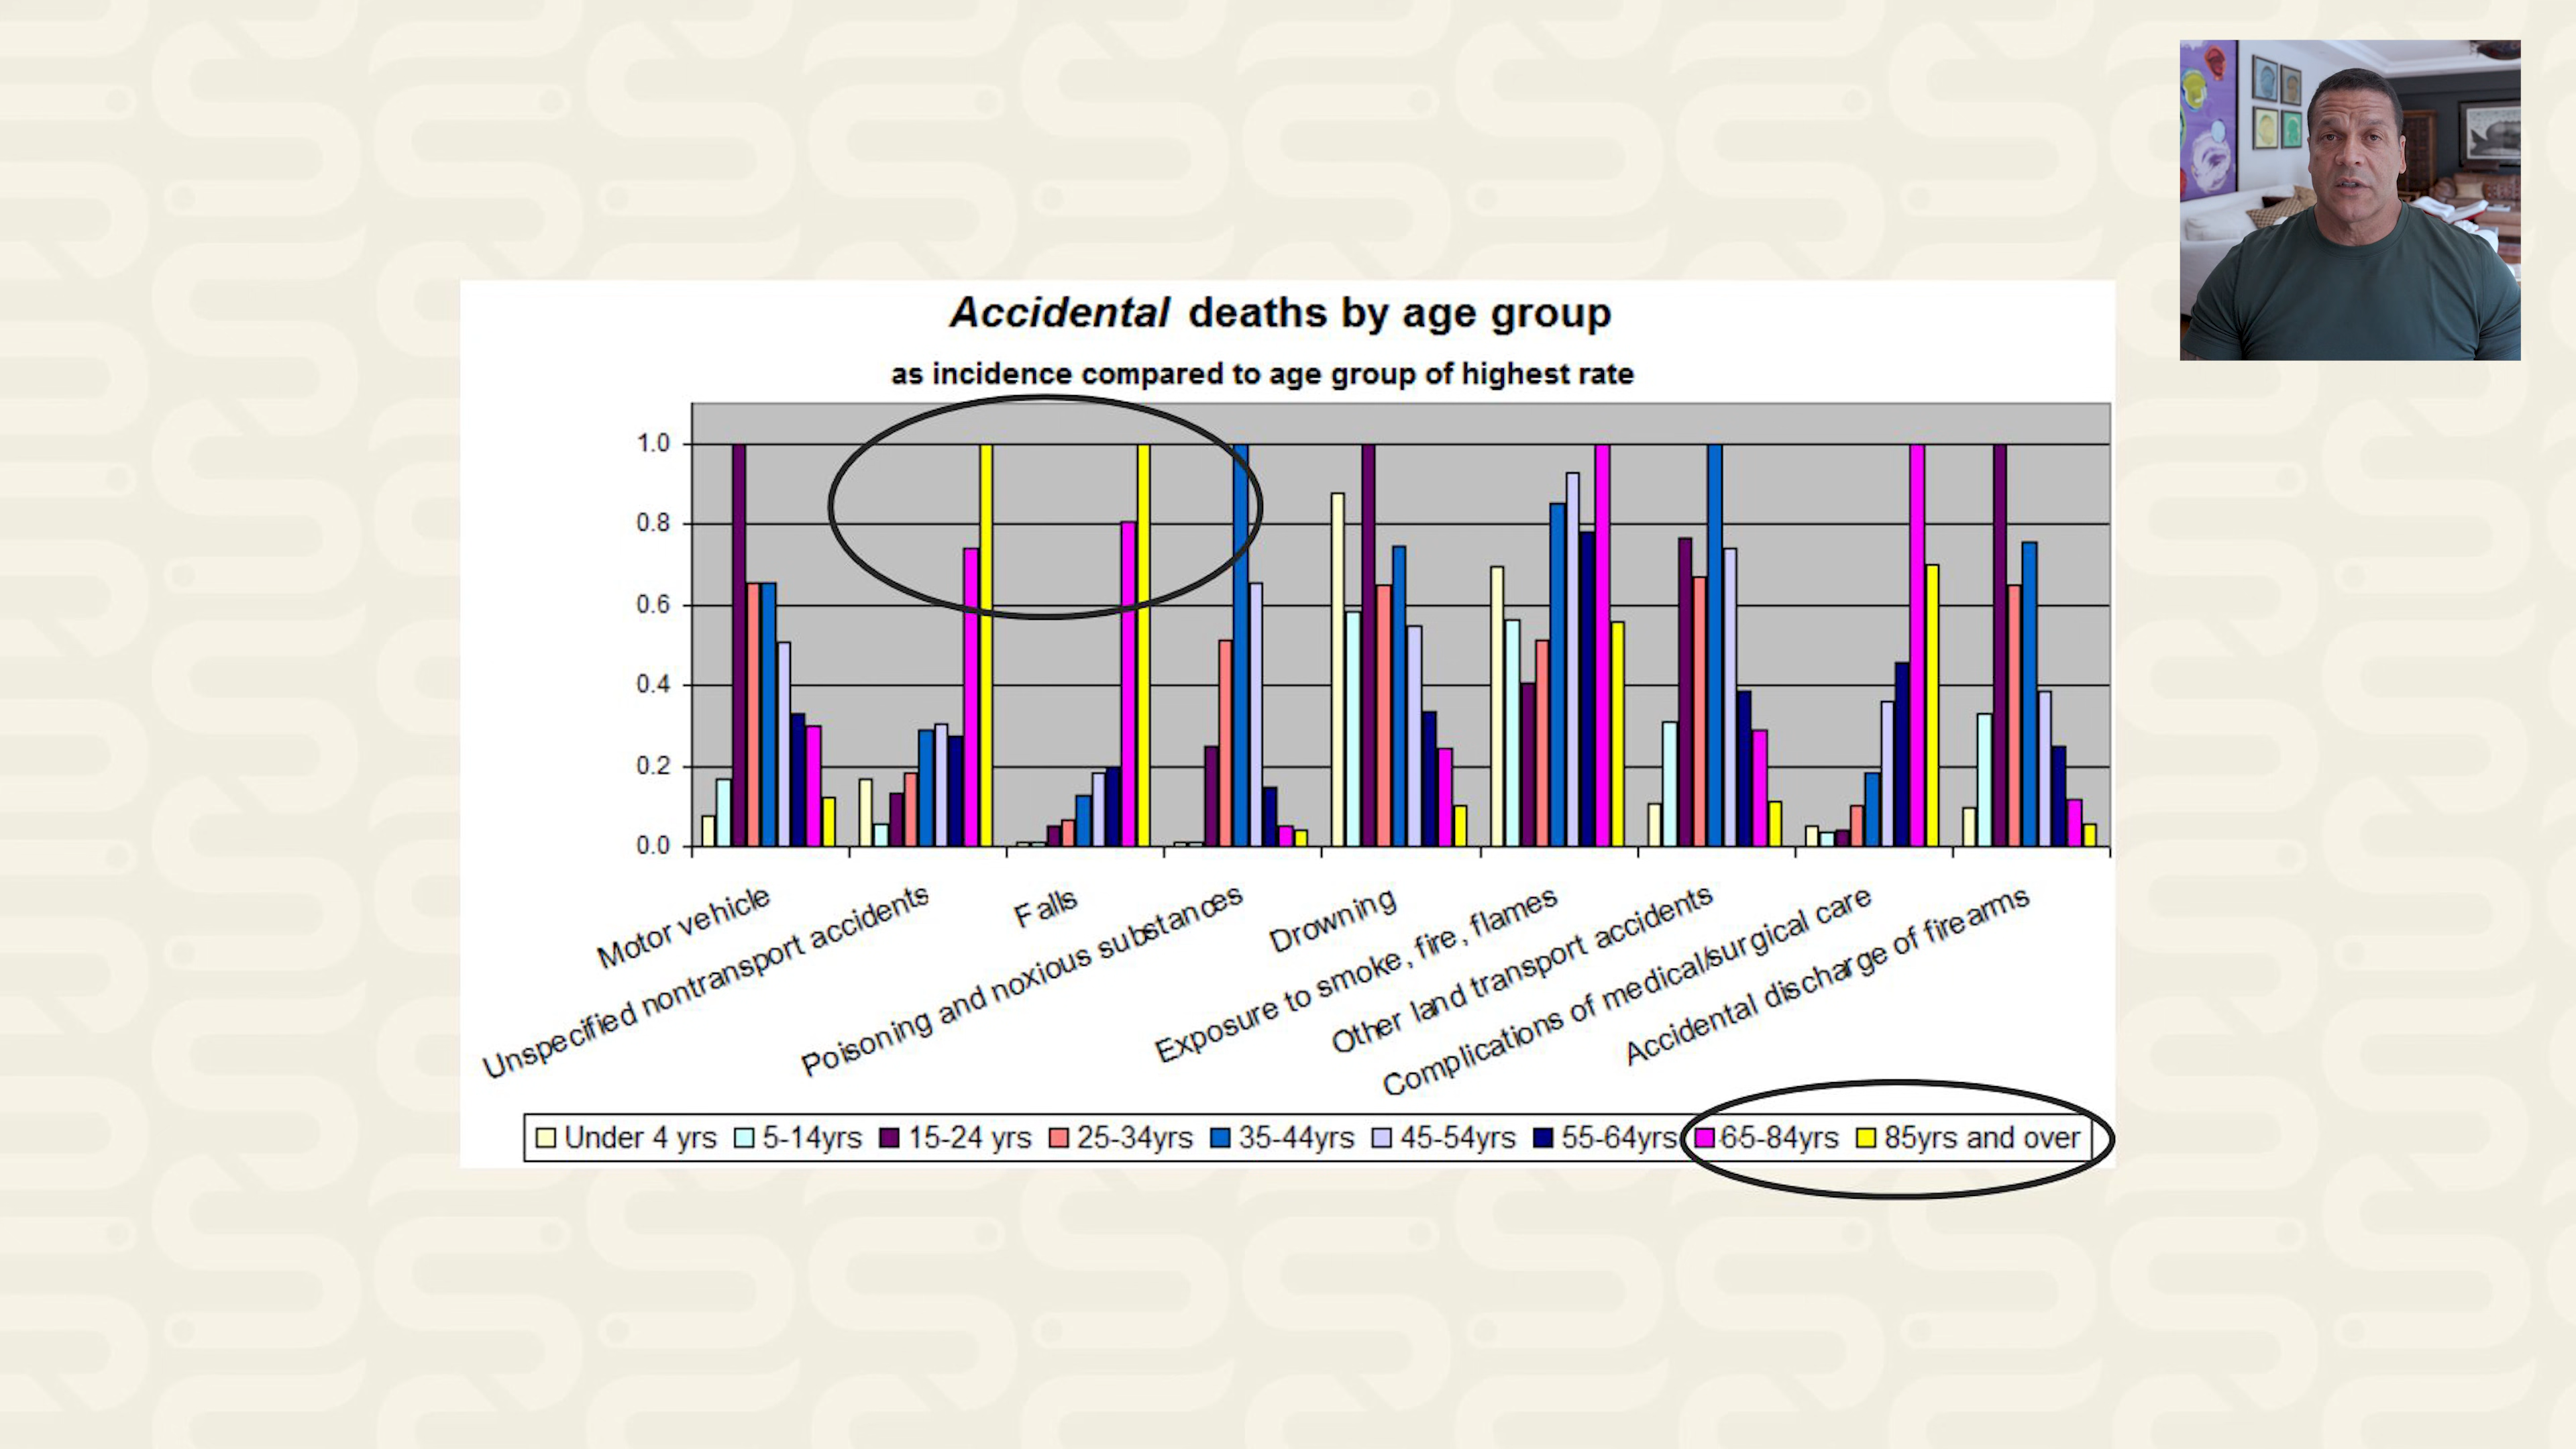 Accidental deaths by age group
as incidence compared to age group of highest rate
1.0
0.8
0.6
0.4
0.2
0.0
Motor vehicle
Unspecified nontransport accidents
Falls
Poisoning and noxious substances
Drowning
Exposure to smoke, fire, flames
Other land transport accidents
Complications of medical/surgical care
Accidental discharge of firearms
Under 4 yrs 5-14yrs 15-24 yrs 25-34yrs 35-44yrs 45-54yrs 55-64yrs 65-84yrs 85yrs and over